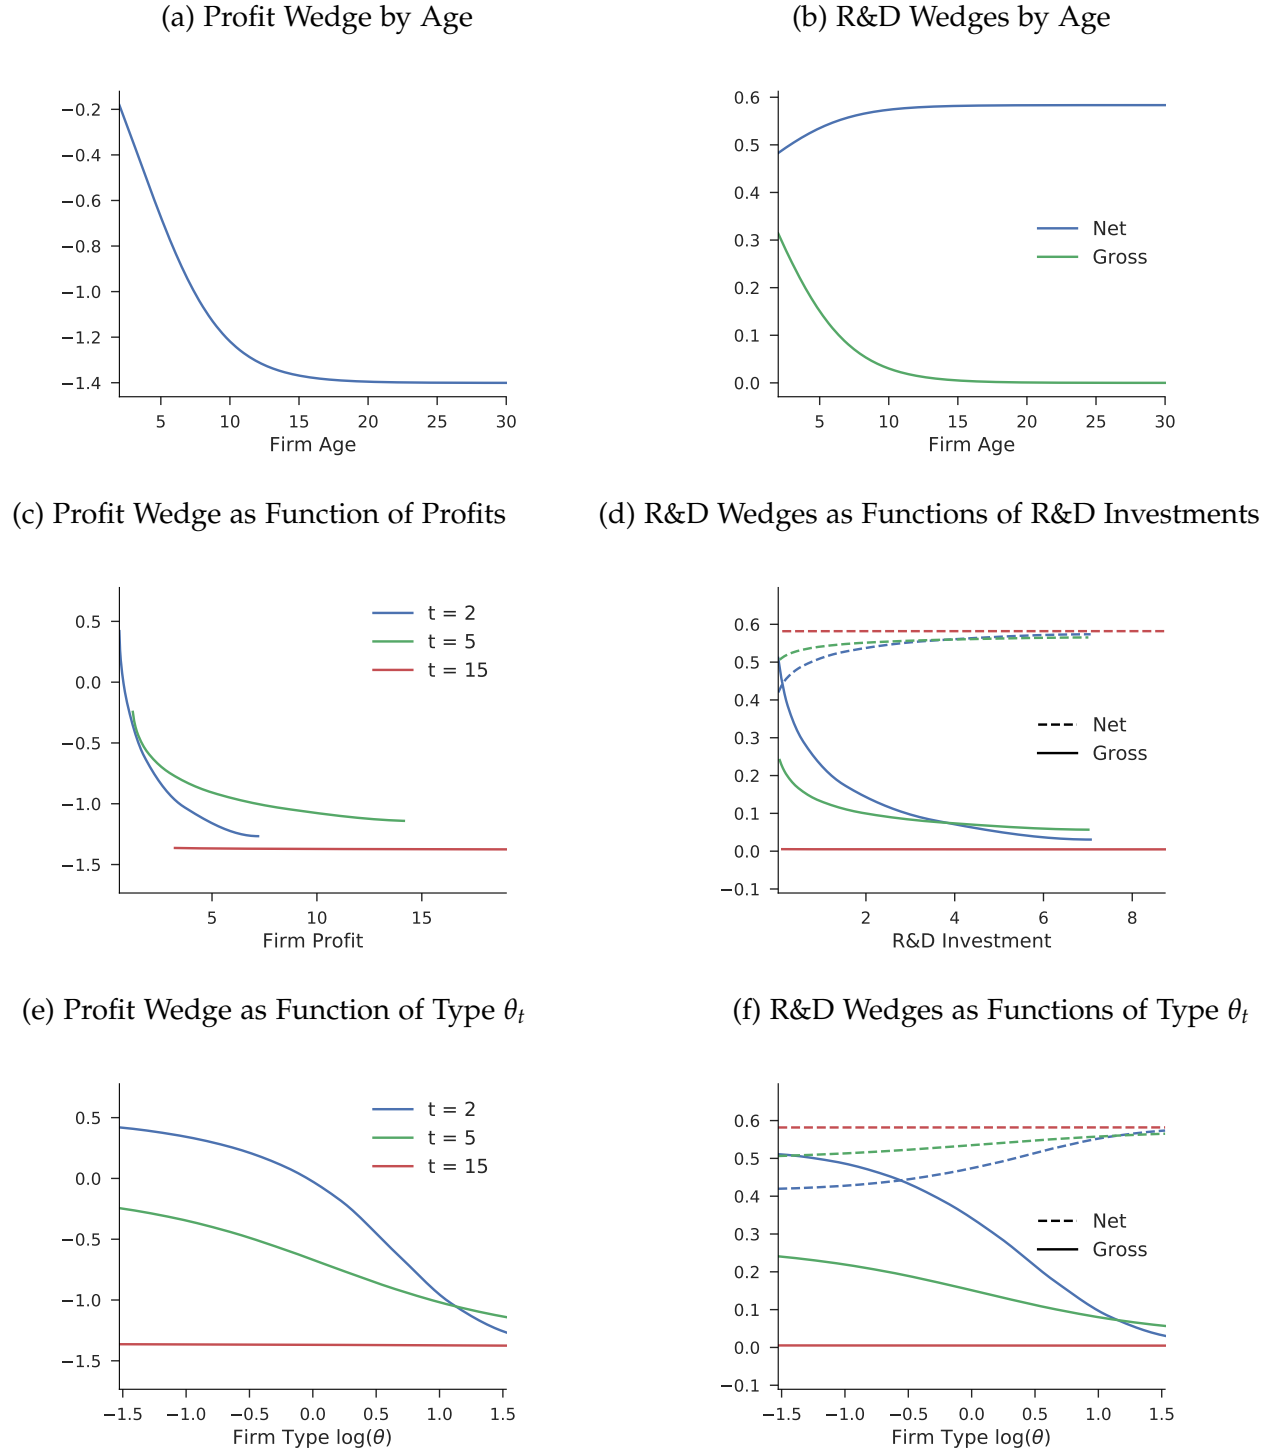 (a) Profit Wedge by Age
−0.2
−0.4
−0.6
−0.8
−1.0
−1.2
−1.4
5 10 15 20 25 30
Firm Age
(b) R&D Wedges by Age
0.6
0.5
0.4
0.3
0.2
0.1
0.0
Net
Gross
5 10 15 20 25 30
Firm Age
(c) Profit Wedge as Function of Profits
0.5
0.0
−0.5
−1.0
−1.5
t = 2
t = 5
t = 15
5 10 15
Firm Profit
(d) R&D Wedges as Functions of R&D Investments
0.6
0.5
0.4
0.3
0.2
0.1
0.0
−0.1
Net
Gross
2 4 6 8
R&D Investment
(e) Profit Wedge as Function of Type θt
0.5
0.0
−0.5
−1.0
−1.5
t = 2
t = 5
t = 15
−1.5 −1.0 −0.5 0.0 0.5 1.0 1.5
Firm Type log(θ)
(f) R&D Wedges as Functions of Type θt
0.6
0.5
0.4
0.3
0.2
0.1
0.0
−0.1
Net
Gross
−1.5 −1.0 −0.5 0.0 0.5 1.0 1.5
Firm Type log(θ)